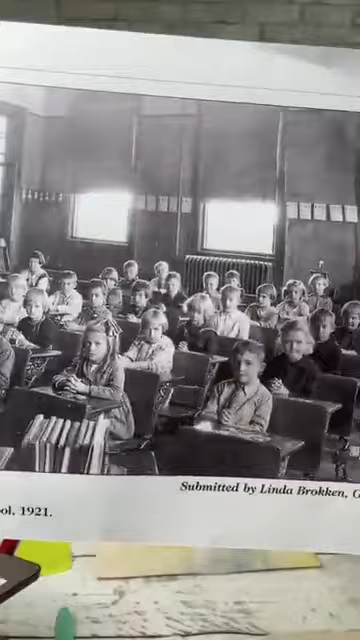 Submitted by Linda Brokken, G
ol, 1921.